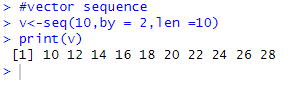 > #vector sequence
> v<-seq(10,by = 2,len =10)
> print(v)
[1] 10 12 14 16 18 20 22 24 26 28
>